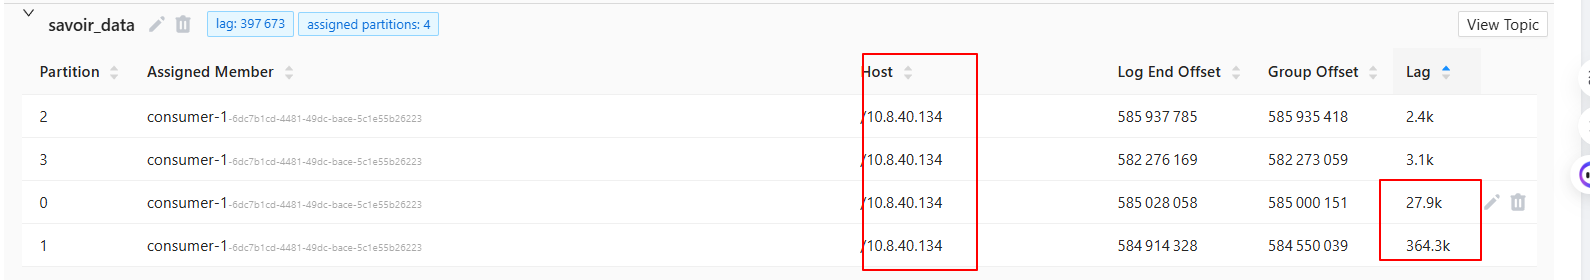 savoir_data lag: 397 673 assigned partitions: 4 View Topic
Partition Assigned Member Host Log End Offset Group Offset Lag
2 consumer-1-6dc7b1cd-4481-49dc-bace-5c1e55b26223 /10.8.40.134 585 937 785 585 935 418 2.4k
3 consumer-1-6dc7b1cd-4481-49dc-bace-5c1e55b26223 /10.8.40.134 582 276 169 582 273 059 3.1k
0 consumer-1-6dc7b1cd-4481-49dc-bace-5c1e55b26223 /10.8.40.134 585 028 058 585 000 151 27.9k
1 consumer-1-6dc7b1cd-4481-49dc-bace-5c1e55b26223 /10.8.40.134 584 914 328 584 550 039 364.3k